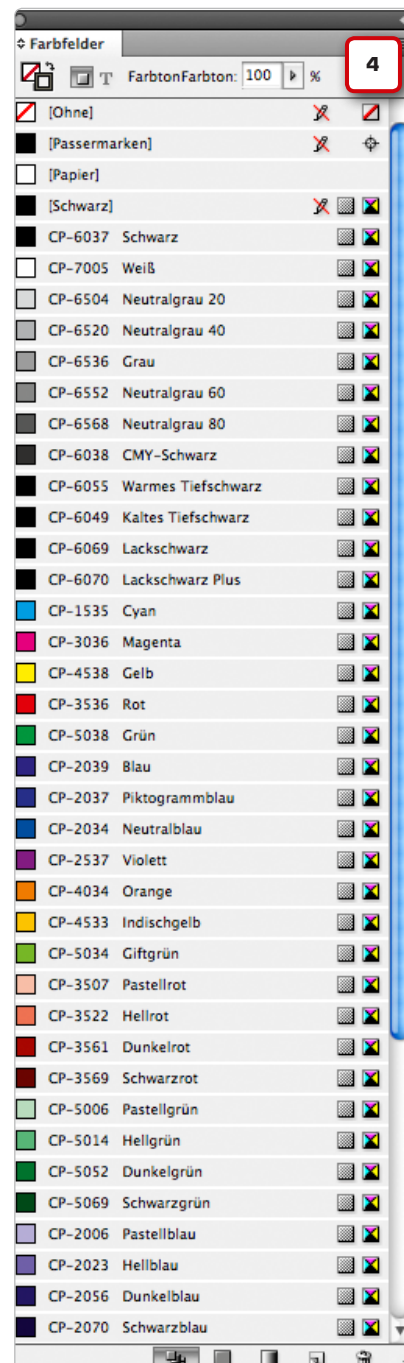 Farbfelder
4
T FarbtonFarbton: 100 %
[Ohne]
[Passermarken]
[Papier]
[Schwarz]
CP-6037 Schwarz
CP-7005 Weiß
CP-6504 Neutralgrau 20
CP-6520 Neutralgrau 40
CP-6536 Grau
CP-6552 Neutralgrau 60
CP-6568 Neutralgrau 80
CP-6038 CMY-Schwarz
CP-6055 Warmes Tiefschwarz
CP-6049 Kaltes Tiefschwarz
CP-6069 Lackschwarz
CP-6070 Lackschwarz Plus
CP-1535 Cyan
CP-3036 Magenta
CP-4538 Gelb
CP-3536 Rot
CP-5038 Grün
CP-2039 Blau
CP-2037 Piktogrammblau
CP-2034 Neutralblau
CP-2537 Violett
CP-4034 Orange
CP-4533 Indischgelb
CP-5034 Giftgrün
CP-3507 Pastellrot
CP-3522 Hellrot
CP-3561 Dunkelrot
CP-3569 Schwarzrot
CP-5006 Pastellgrün
CP-5014 Hellgrün
CP-5052 Dunkelgrün
CP-5069 Schwarzgrün
CP-2006 Pastellblau
CP-2023 Hellblau
CP-2056 Dunkelblau
CP-2070 Schwarzblau